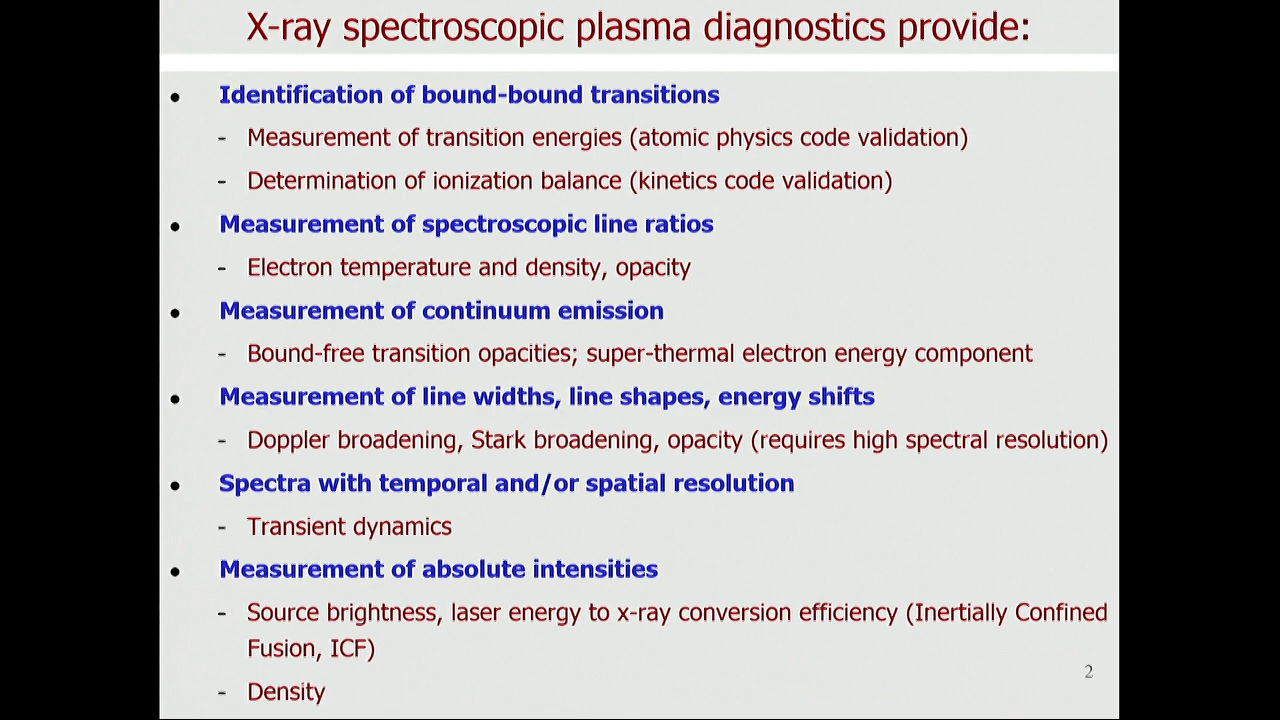 X-ray spectroscopic plasma diagnostics provide:
• Identification of bound-bound transitions
- Measurement of transition energies (atomic physics code validation)
- Determination of ionization balance (kinetics code validation)
• Measurement of spectroscopic line ratios
- Electron temperature and density, opacity
• Measurement of continuum emission
- Bound-free transition opacities; super-thermal electron energy component
• Measurement of line widths, line shapes, energy shifts
- Doppler broadening, Stark broadening, opacity (requires high spectral resolution)
• Spectra with temporal and/or spatial resolution
- Transient dynamics
• Measurement of absolute intensities
- Source brightness, laser energy to x-ray conversion efficiency (Inertially Confined
Fusion, ICF)
- Density
2